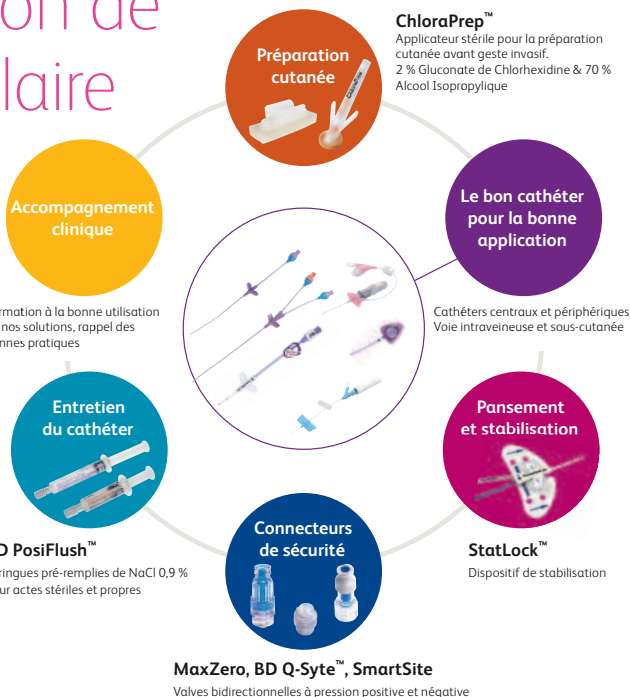 on de
laire
Préparation
cutanée
ChloraPrep™
Applicateur stérile pour la préparation
cutanée avant geste invasif.
2 % Gluconate de Chlorhexidine & 70 %
Alcool Isopropylique
Le bon cathéter
pour la bonne
application
Cathéters centraux et périphériques
Voie intraveineuse et sous-cutanée
Pansement
et stabilisation
StatLock™
Dispositif de stabilisation
Connecteurs
de sécurité
MaxZero, BD Q-Syte™, SmartSite
Valves bidirectionnelles à pression positive et négative
Entretien
du cathéter
D PosiFlush™
ringues pré-remplies de NaCl 0,9 %
ur actes stériles et propres
Accompagnement
clinique
rmation à la bonne utilisation
nos solutions, rappel des
nnes pratiques